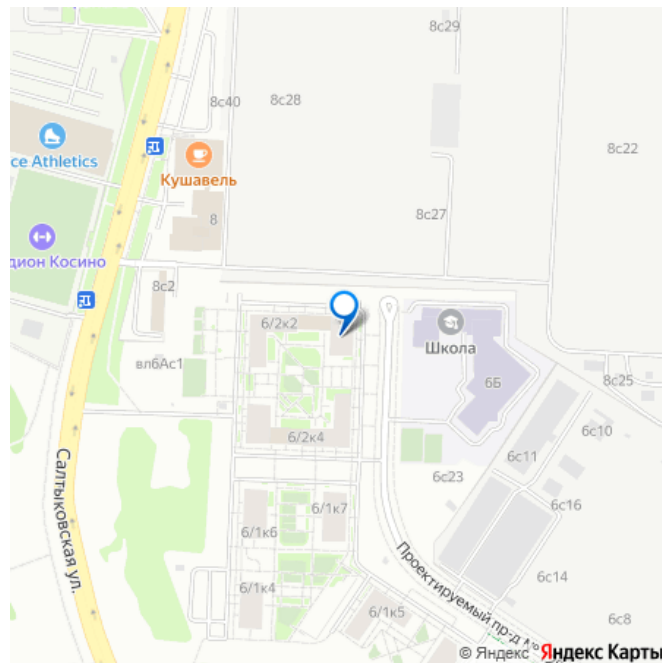 8с29
8с40
8с28
ce Athletics
8с22
Кушавель
8с27
8
дион Косино
8с2
6/2к2
Школа
влбАс1
6Б
8с25
6с10
6/2к4
6с11
Салтыковская ул.
6с23
6с16
6/1к7
6/1к6
Проектируемый пр-д №
6с14
6/1к4
6/1к5
6с8
© Яндекс Яндекс Карты